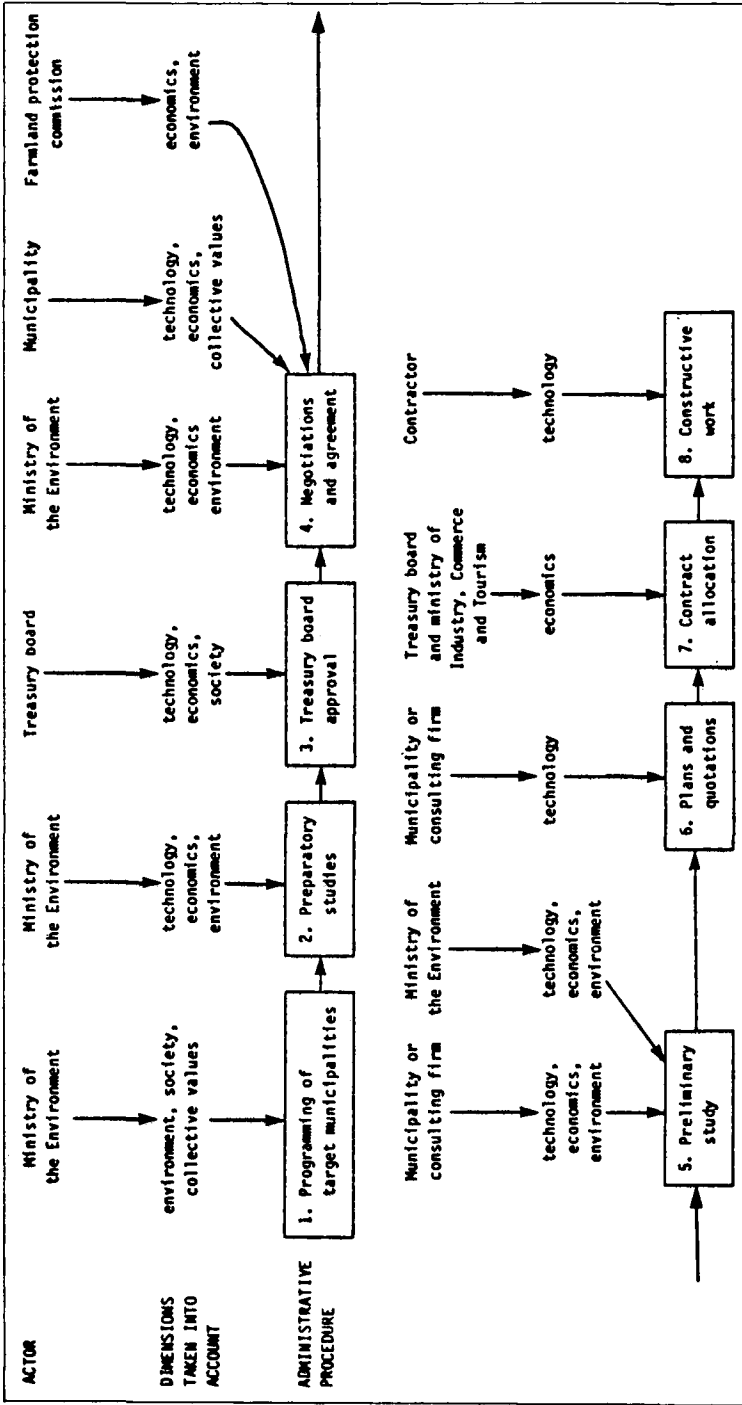 ACTOR
Ministry of
the Environment
Ministry of
the Environment
Treasury board
Ministry of
the Environment
Municipality
Farmland protection
commission
DIMENSIONS
TAKEN INTO
ACCOUNT
environment, society,
collective values
technology,
economics,
environment
technology,
economics,
society
technology,
economics
environment
technology,
economics,
collective values
economics,
environment
ADMINISTRATIVE
PROCEDURE
1. Programming of
target municipalities
2. Preparatory
studies
3. Treasury board
approval
4. Negotiations
and agreement
Municipality or
consulting firm
Ministry of
the Environment
Municipality or
consulting firm
Treasury board
and ministry of
Industry, Commerce
and Tourism
Contractor
technology,
economics,
environment
technology,
economics,
environment
technology
economics
technology
5. Preliminary
study
6. Plans and
quotations
7. Contract
allocation
8. Constructive
work